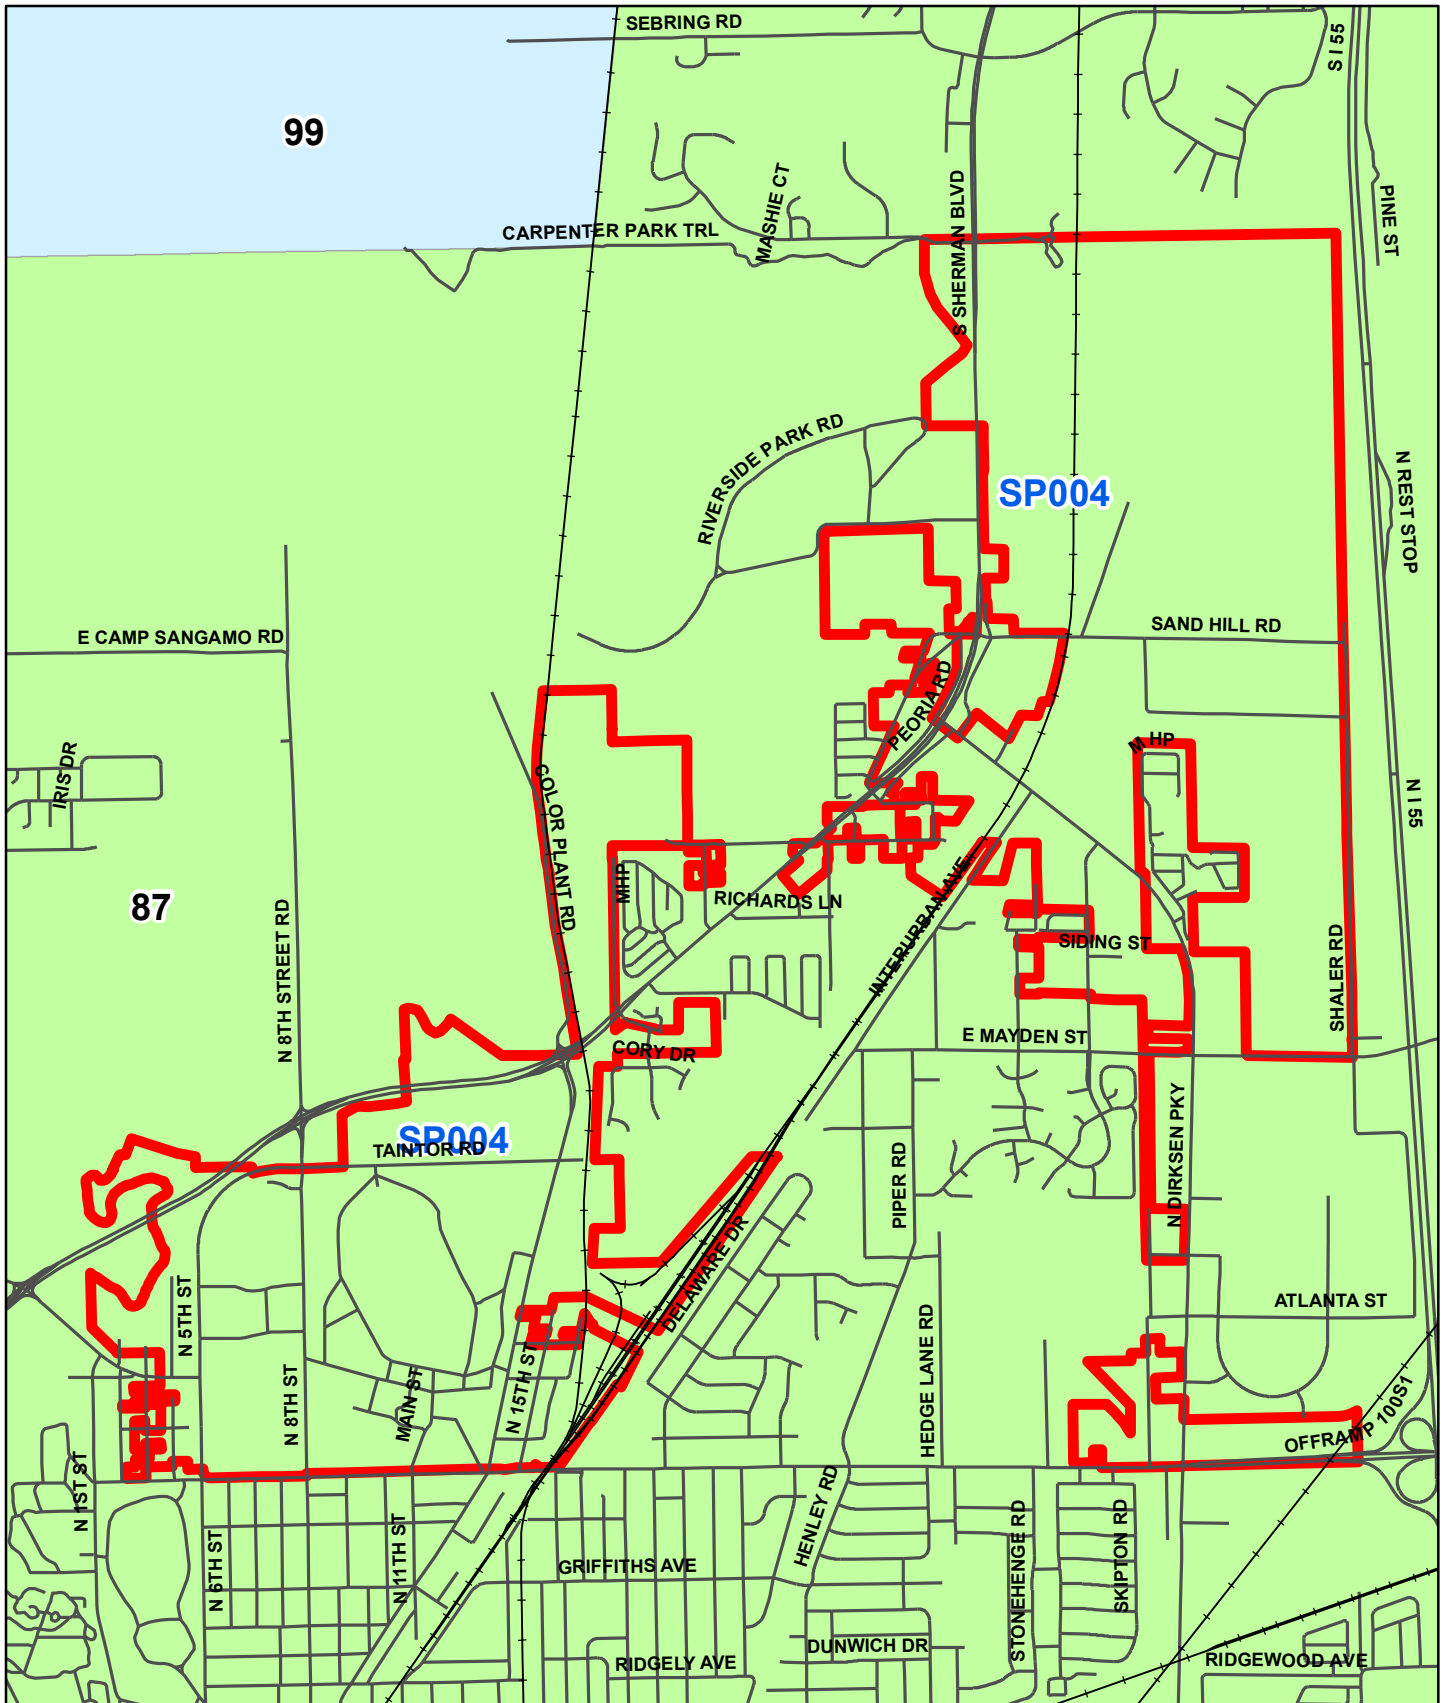 SEBRING RD
S I 55
99
MASHIE CT
S SHERMAN BLVD
PINE ST
CARPENTER PARK TRL
RIVERSIDE PARK RD
SP004
N REST STOP
E CAMP SANGAMO RD
SAND HILL RD
PEORIA RD
M HP
IRIS DR
COLOR PLANT RD
N I 55
87
MHP
RICHARDS LN
INTERURBAN AVE
N 8TH STREET RD
SIDING ST
SHALER RD
E MAYDEN ST
CORY DR
SP004
TAINTOR RD
PIPER RD
N DIRKSEN PKY
DELAWARE DR
N 5TH ST
ATLANTA ST
HEDGE LANE RD
N 8TH ST
MAIN ST
N 15TH ST
OFFRAMP 100S1
N 1ST ST
HENLEY RD
N 6TH ST
N 11TH ST
GRIFFITHS AVE
STONEHENGE RD
SKIPTON RD
DUNWICH DR
RIDGELY AVE
RIDGEWOOD AVE